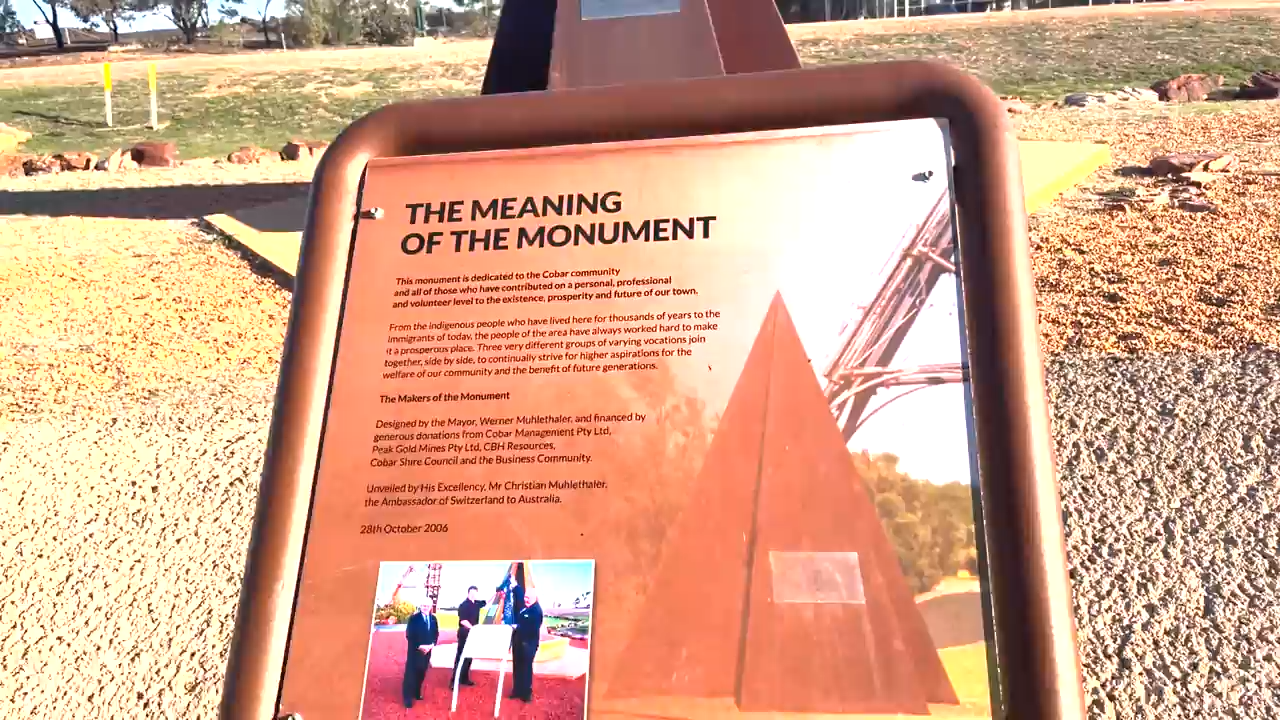 THE MEANING
OF THE MONUMENT
This monument is dedicated to the Cobar community
and all of those who have contributed on a personal, professional
and volunteer level to the existence, prosperity and future of our town.
From the indigenous people who have lived here for thousands of years to the
immigrants of today, the people of the area have always worked hard to make
it a prosperous place. Three very different groups of varying vocations join
together, side by side, to continually strive for higher aspirations for the
welfare of our community and the benefit of future generations.
The Makers of the Monument
Designed by the Mayor, Werner Muhlethaler, and financed by
generous donations from Cobar Management Pty Ltd,
Peak Gold Mines Pty Ltd, CBH Resources,
Cobar Shire Council and the Business Community.
Unveiled by His Excellency, Mr Christian Muhlethaler,
the Ambassador of Switzerland to Australia.
28th October 2006